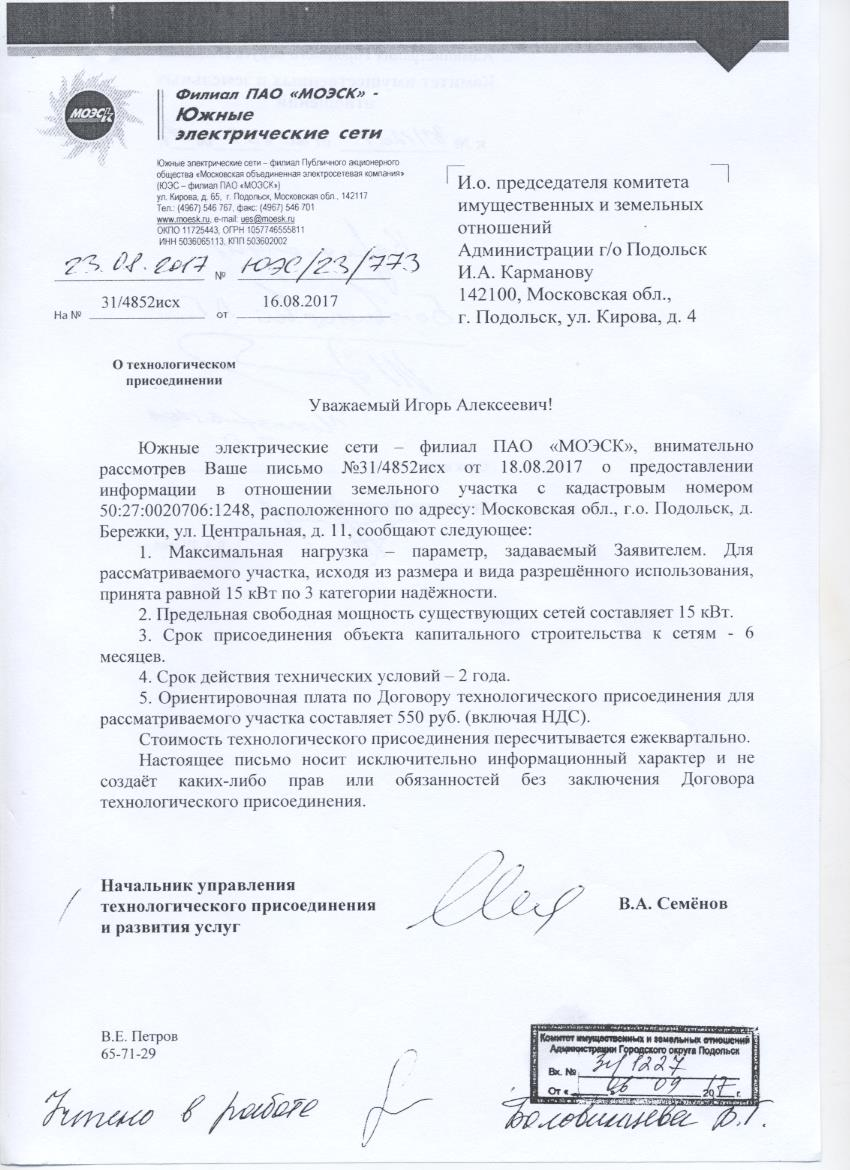 МОЭСК
Филиал ПАО «МОЭСК» -
Южные
электрические сети
Южные электрические сети – филиал Публичного акционерного
общества «Московская объединенная электросетевая компания»
(ЮЭС – филиал ПАО «МОЭСК»)
ул. Кирова, д. 65, г. Подольск, Московская обл., 142117
Тел.: (4967) 546 767, факс: (4967) 546 701
www.moesk.ru, e-mail: ues@moesk.ru
ОКПО 11725443, ОГРН 1057746555811
ИНН 5036065113, КПП 503602002
23.08.2017 № ЮЭС/23/773
На № 31/4852исх от 16.08.2017
И.о. председателя комитета
имущественных и земельных
отношений
Администрации г/о Подольск
И.А. Карманову
142100, Московская обл.,
г. Подольск, ул. Кирова, д. 4
О технологическом
присоединении
Уважаемый Игорь Алексеевич!
Южные электрические сети – филиал ПАО «МОЭСК», внимательно
рассмотрев Ваше письмо №31/4852исх от 18.08.2017 о предоставлении
информации в отношении земельного участка с кадастровым номером
50:27:0020706:1248, расположенного по адресу: Московская обл., г.о. Подольск, д.
Бережки, ул. Центральная, д. 11, сообщают следующее:
1. Максимальная нагрузка – параметр, задаваемый Заявителем. Для
рассматриваемого участка, исходя из размера и вида разрешённого использования,
принята равной 15 кВт по 3 категории надёжности.
2. Предельная свободная мощность существующих сетей составляет 15 кВт.
3. Срок присоединения объекта капитального строительства к сетям - 6
месяцев.
4. Срок действия технических условий – 2 года.
5. Ориентировочная плата по Договору технологического присоединения для
рассматриваемого участка составляет 550 руб. (включая НДС).
Стоимость технологического присоединения пересчитывается ежеквартально.
Настоящее письмо носит исключительно информационный характер и не
создаёт каких-либо прав или обязанностей без заключения Договора
технологического присоединения.
Начальник управления
технологического присоединения
и развития услуг
В.А. Семёнов
В.Е. Петров
65-71-29
Комитет имущественных и земельных отношений
Администрации Городского округа Подольск
Вх. № 31/1227
От « 06 09 2017 г.
Учтено в работе